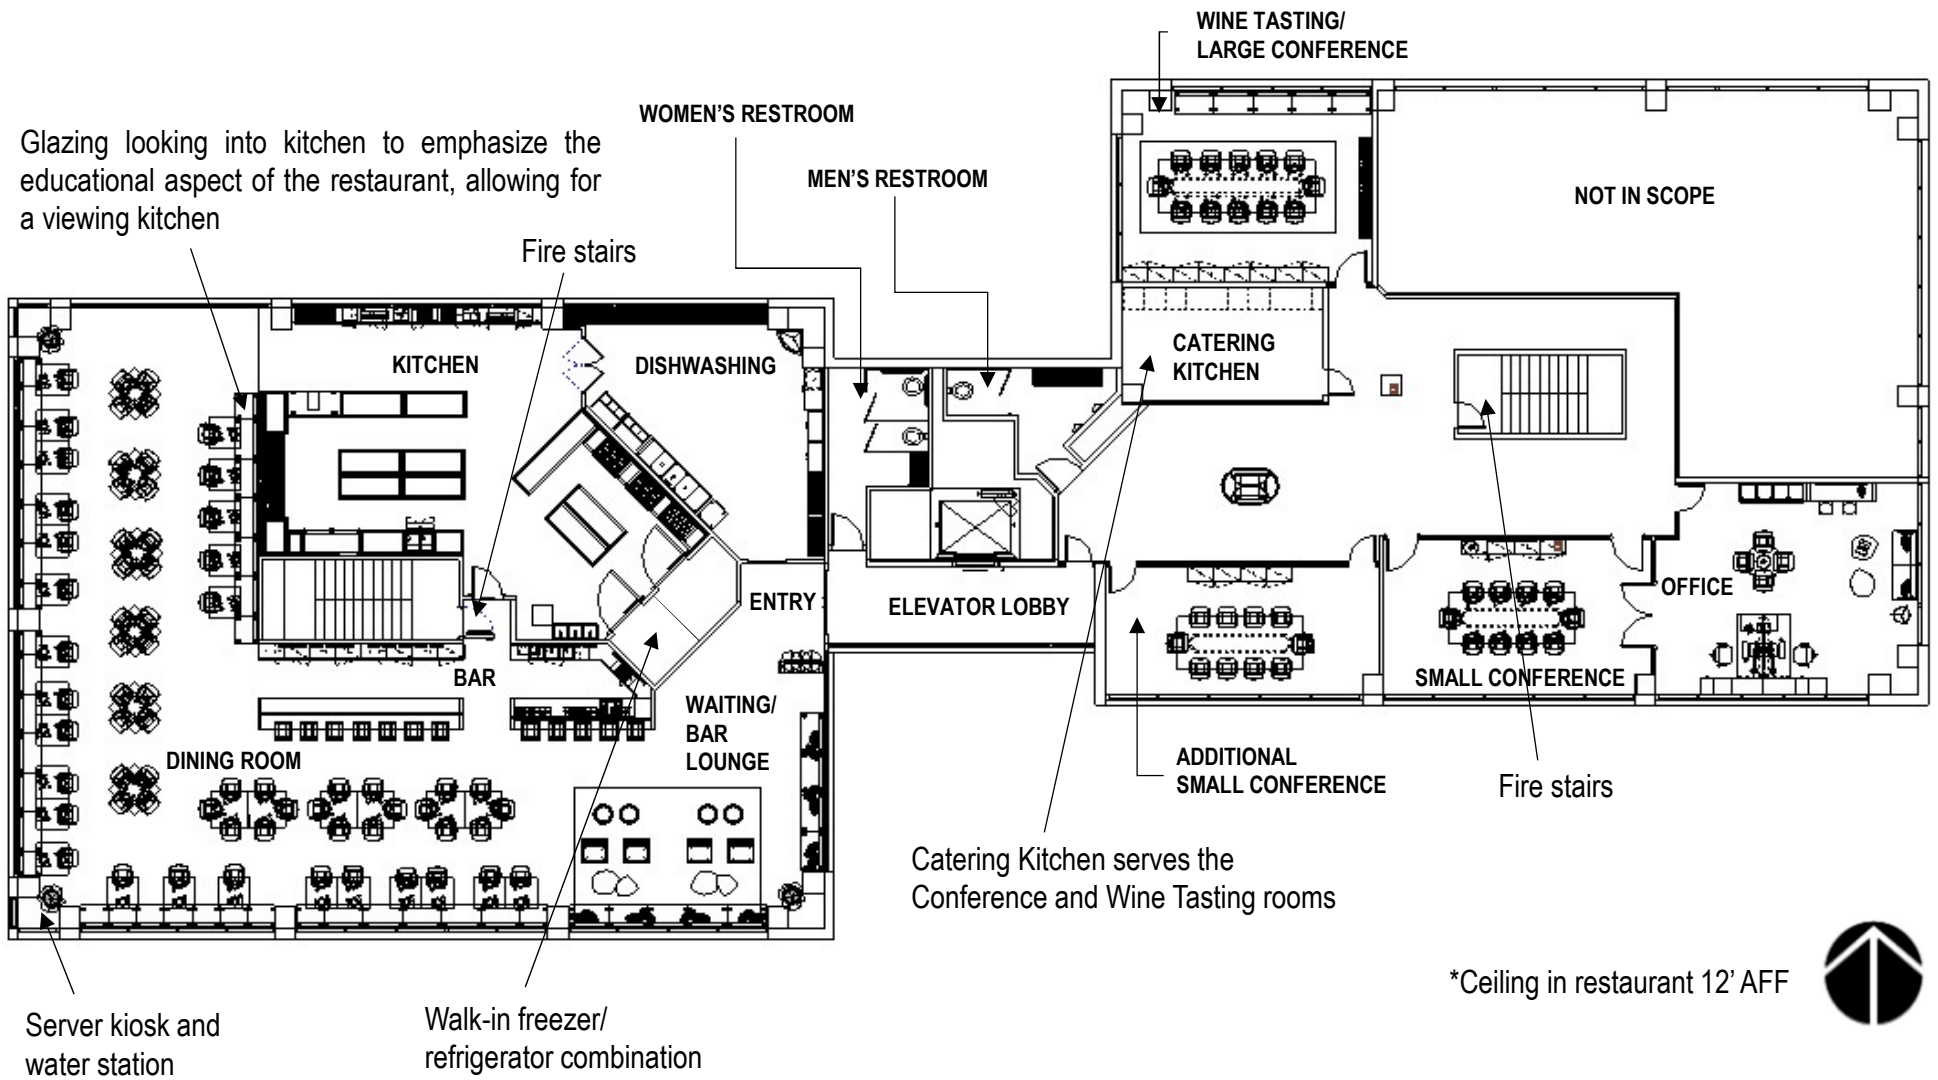 WINE TASTING/
LARGE CONFERENCE
WOMEN'S RESTROOM
Glazing looking into kitchen to emphasize the
educational aspect of the restaurant, allowing for
a viewing kitchen
MEN'S RESTROOM
NOT IN SCOPE
Fire stairs
KITCHEN
DISHWASHING
CATERING
KITCHEN
ENTRY
ELEVATOR LOBBY
OFFICE
BAR
SMALL CONFERENCE
WAITING/
BAR
LOUNGE
DINING ROOM
ADDITIONAL
SMALL CONFERENCE
Fire stairs
Catering Kitchen serves the
Conference and Wine Tasting rooms
*Ceiling in restaurant 12' AFF
Server kiosk and
water station
Walk-in freezer/
refrigerator combination